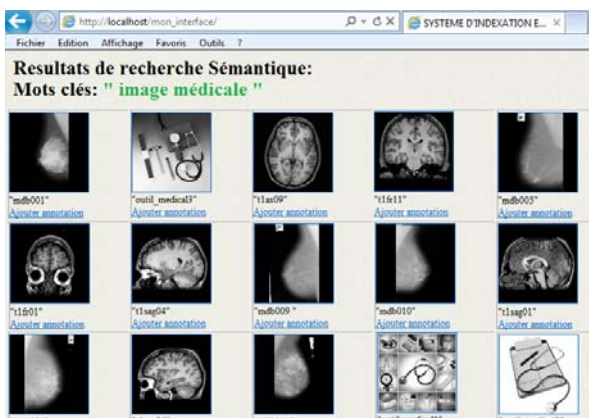 http://localhost/mon_interface/
SYSTEME D'INDEXATION E...
Fichier Edition Affichage Favoris Outils ?
Resultats de recherche Sémantique:
Mots clés: " image médicale "
"mdb001" "outil_medical3" "t1ax09" "t1fr11" "mdb005"
Ajouter annotation Ajouter annotation Ajouter annotation Ajouter annotation Ajouter annotation
"t1fr01" "t1sag04" "mdb009 " "mdb010" "t1sag01"
Ajouter annotation Ajouter annotation Ajouter annotation Ajouter annotation Ajouter annotation